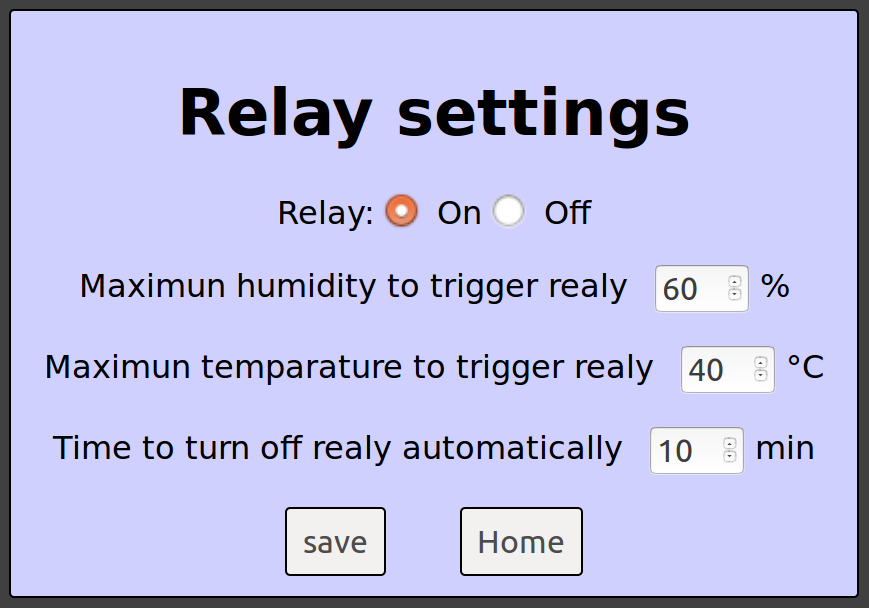 Relay settings
Relay: On Off
Maximun humidity to trigger realy 60 %
Maximun temparature to trigger realy 40 °C
Time to turn off realy automatically 10 min
save Home